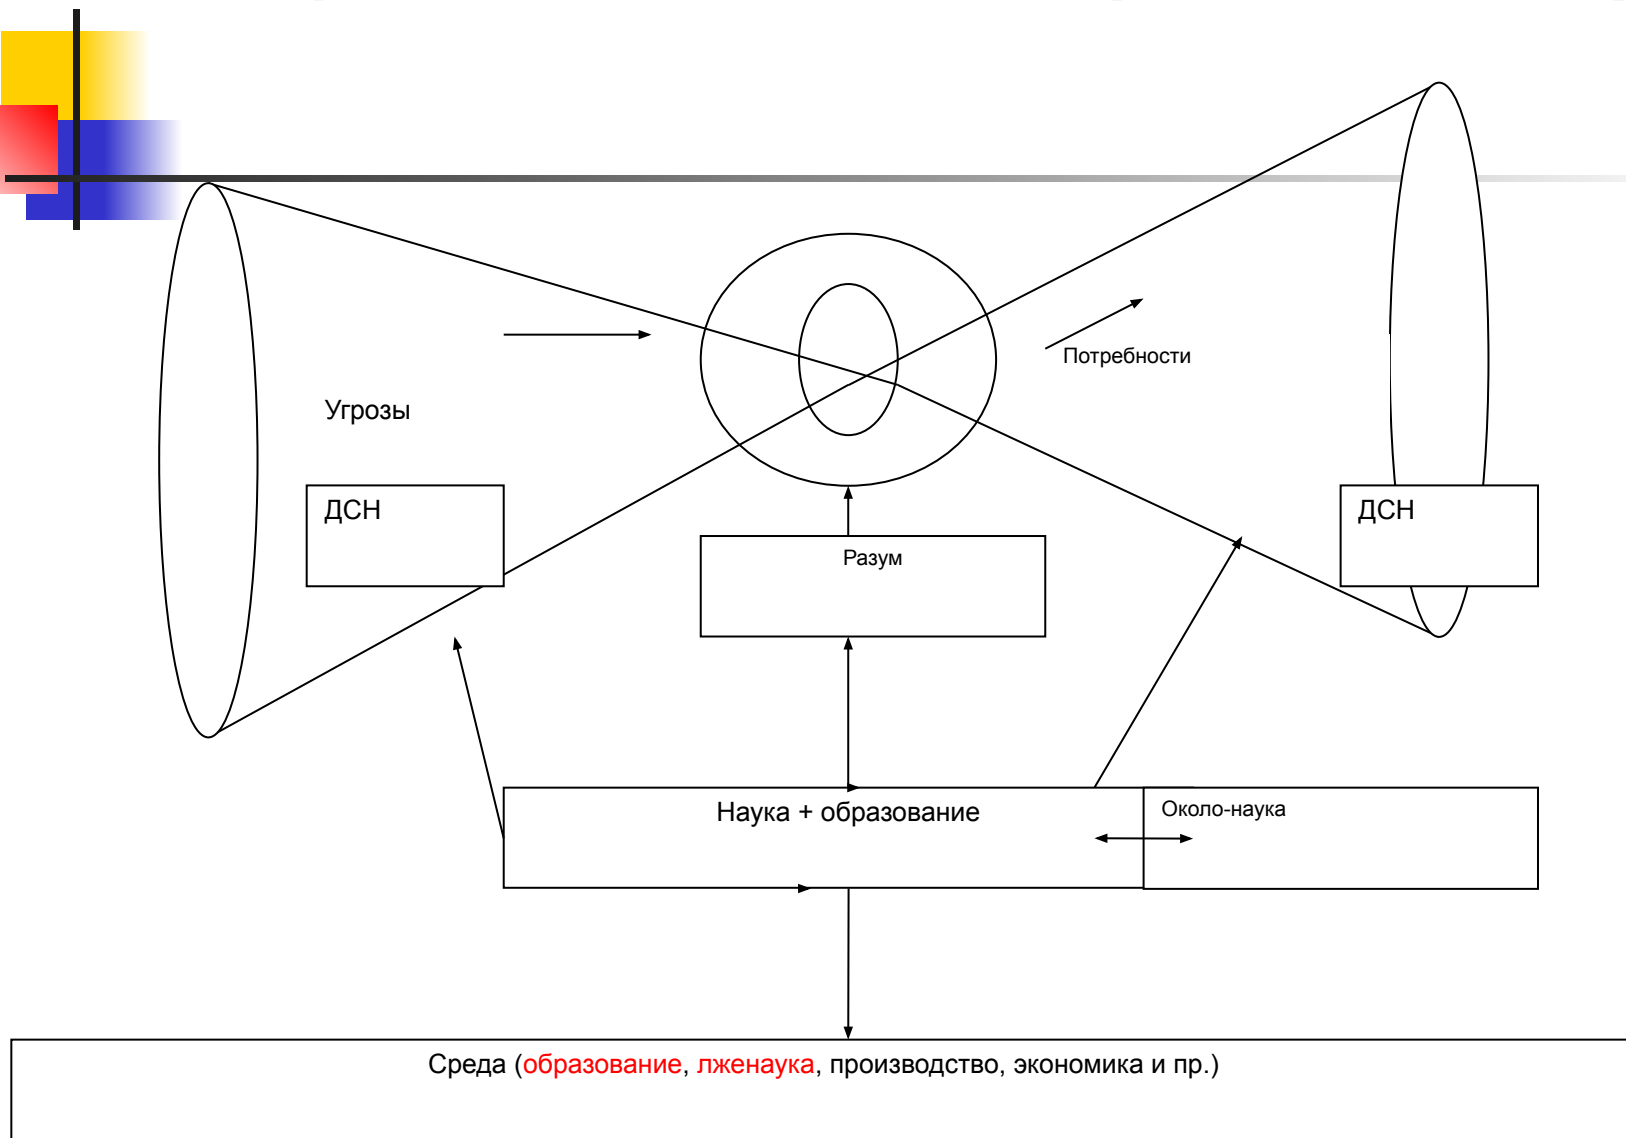 Потребности
Угрозы
ДСН
ДСН
Разум
Наука + образование
Около-наука
Среда (образование, лженаука, производство, экономика и пр.)